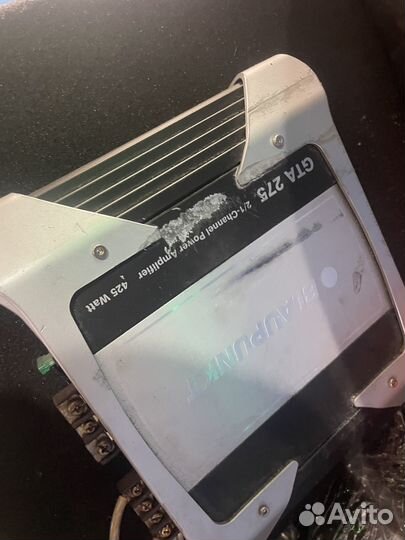 GTA 275 2/1-Channel Power Amplifier 425 Watt
BLAUPUNKT
Avito